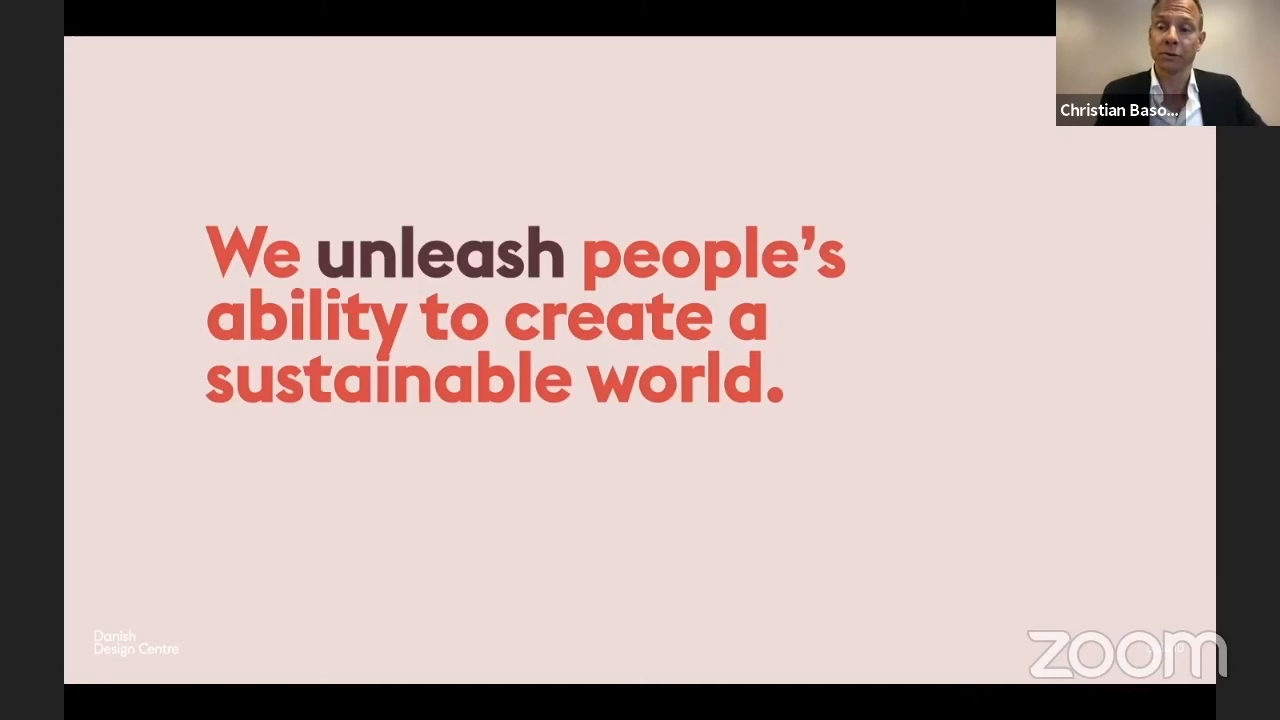 Christian Baso...
We unleash people’s
ability to create a
sustainable world.
Danish
Design Centre
zoom